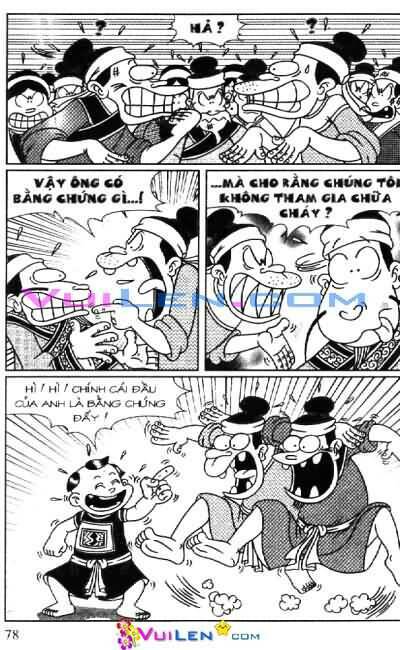 ?
HẢ?
?
VẬY ÔNG CÓ
BẰNG CHỨNG GÌ...!
...MÀ CHO RẰNG CHÚNG TÔI
KHÔNG THAM GIA CHỮA
CHÁY?
VUILEN.COM
HÌ! HÌ! CHÍNH CÁI ĐẦU
CỦA ANH LÀ BẰNG CHỨNG
ĐẤY!
78
VUILEN.COM